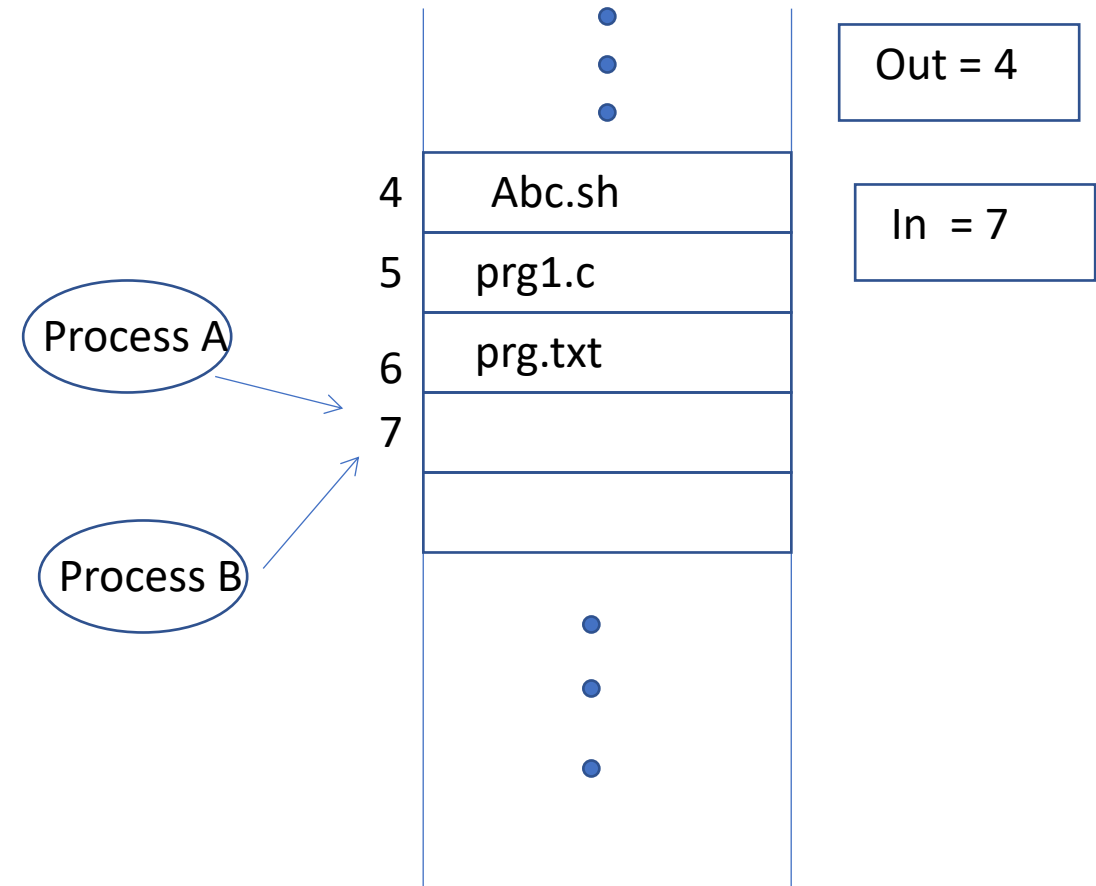 Out = 4
4 Abc.sh
In = 7
5 prg1.c
Process A
6 prg.txt
7
Process B